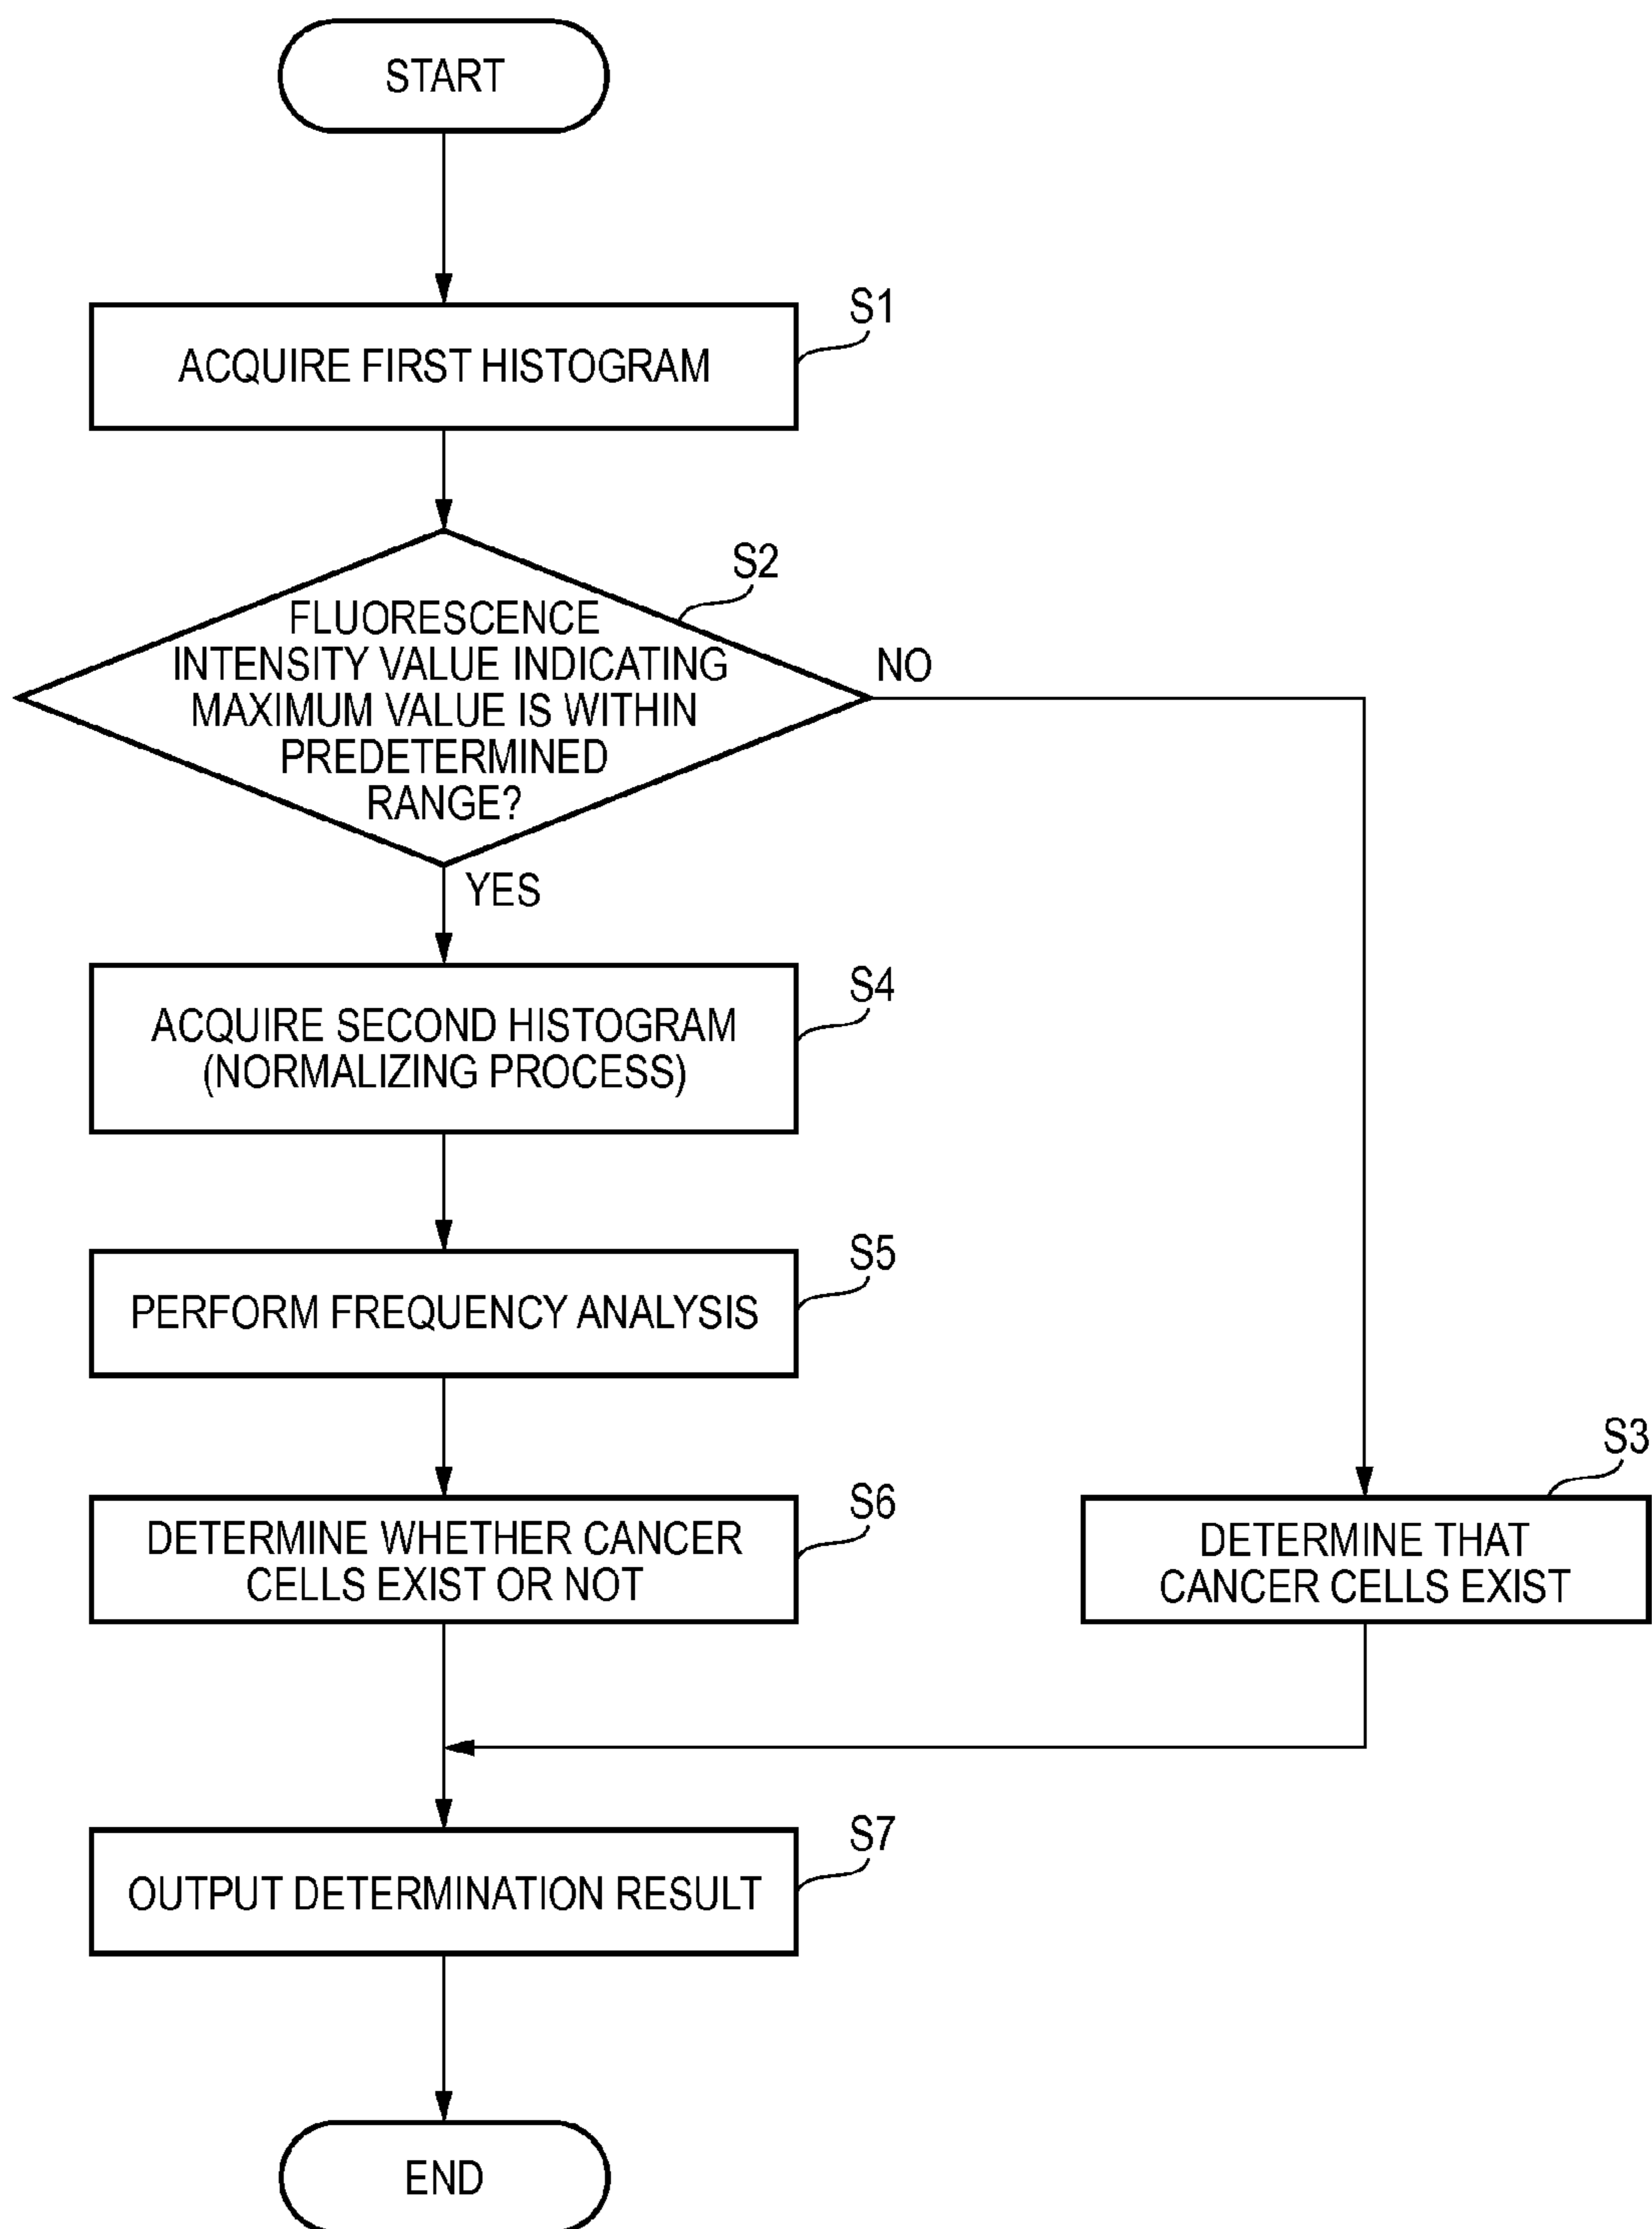 START
S1
ACQUIRE FIRST HISTOGRAM
S2
FLUORESCENCE
INTENSITY VALUE INDICATING
MAXIMUM VALUE IS WITHIN
PREDETERMINED
RANGE?
NO
YES
S4
ACQUIRE SECOND HISTOGRAM
(NORMALIZING PROCESS)
S5
PERFORM FREQUENCY ANALYSIS
S6
DETERMINE WHETHER CANCER
CELLS EXIST OR NOT
S3
DETERMINE THAT
CANCER CELLS EXIST
S7
OUTPUT DETERMINATION RESULT
END